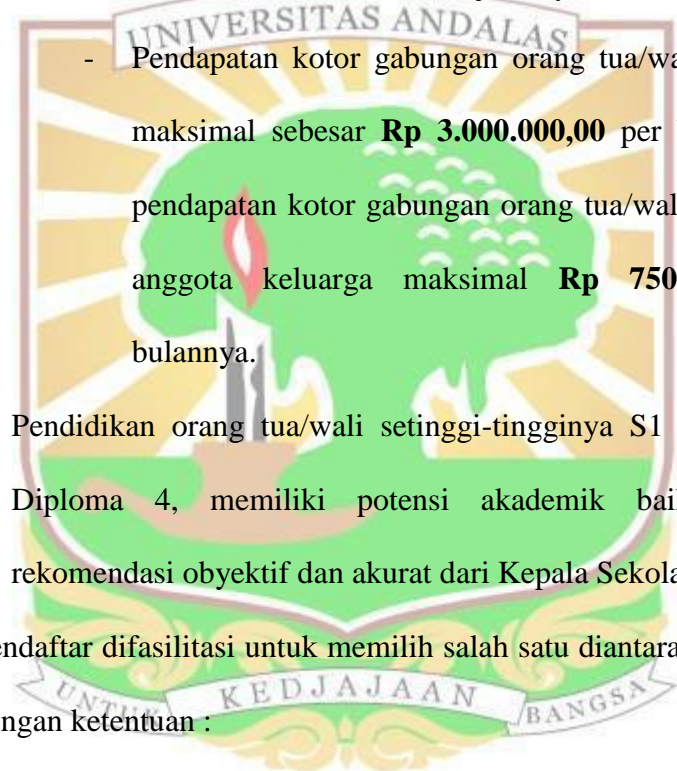 UNIVERSITAS ANDALAS
- Pendapatan kotor gabungan orang tua/wa
maksimal sebesar Rp 3.000.000,00 per
pendapatan kotor gabungan orang tua/wal
anggota keluarga maksimal Rp 750
bulannya.
Pendidikan orang tua/wali setinggi-tingginya S1
Diploma 4, memiliki potensi akademik bai
rekomendasi obyektif dan akurat dari Kepala Sekola
endaftar difasilitasi untuk memilih salah satu diantara
ngan ketentuan :
UNTUK KEDJAJAAN BANGSA